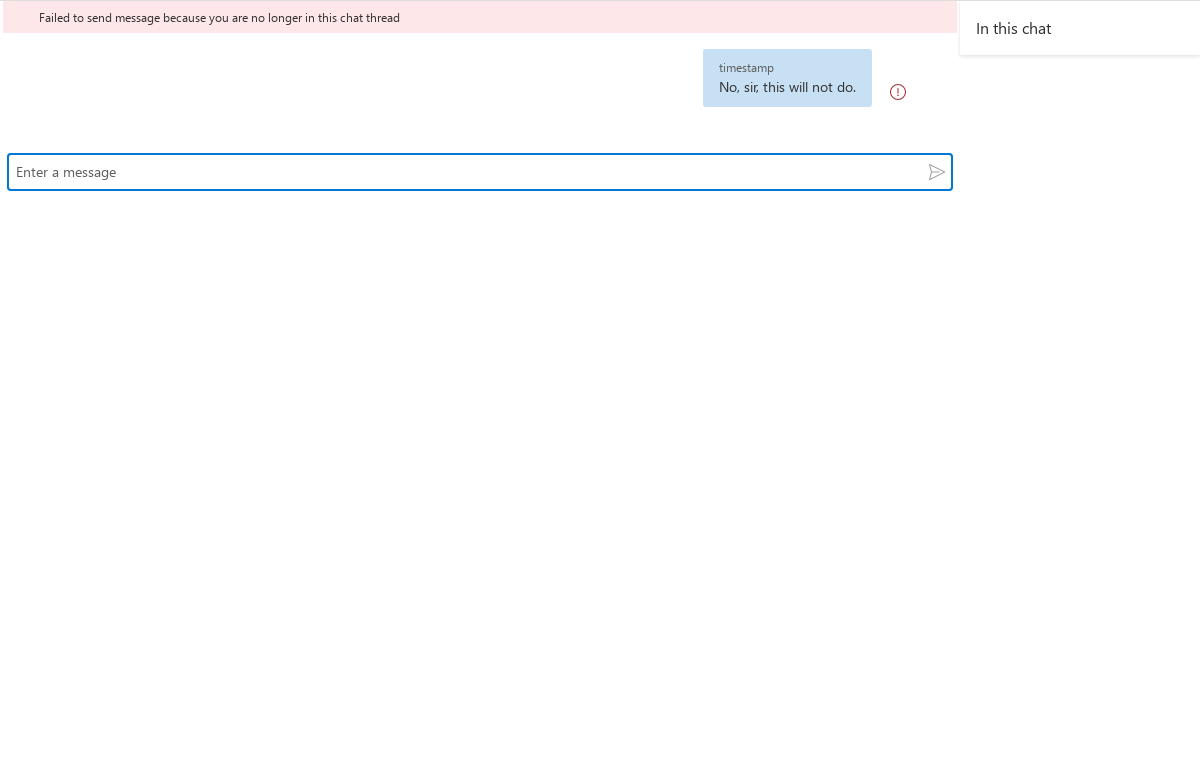 Failed to send message because you are no longer in this chat thread
In this chat
timestamp
No, sir, this will not do.
Enter a message